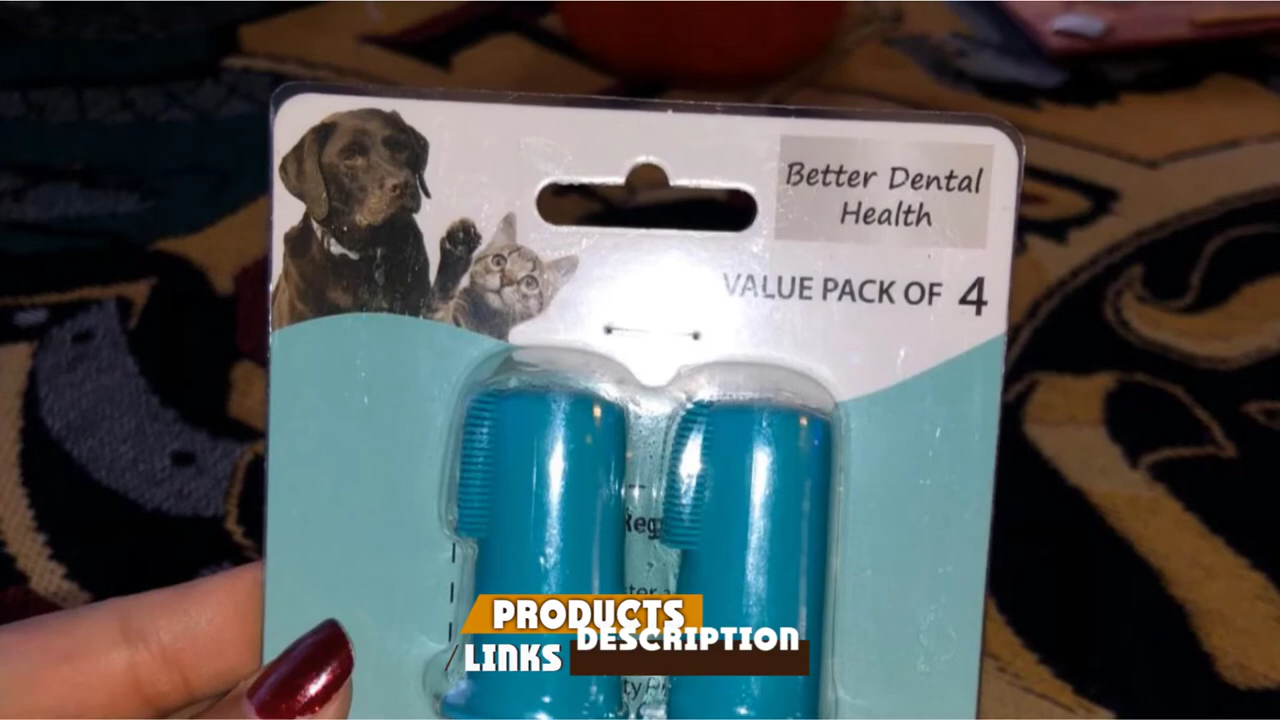 Better Dental
Health
VALUE PACK OF 4
PRODUCTS
DESCRIPTION
LINKS